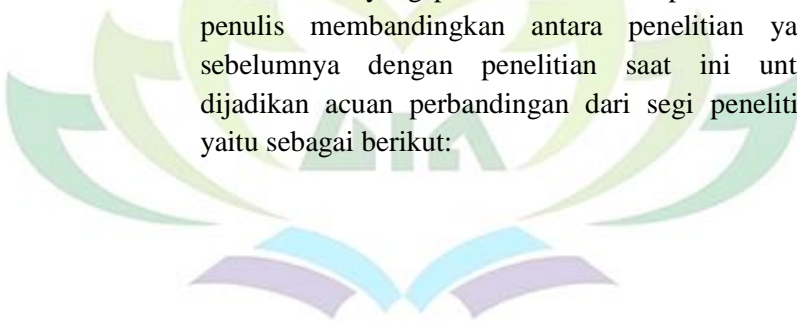 penulis membandingkan antara penelitian ya
sebelumnya dengan penelitian saat ini unt
dijadikan acuan perbandingan dari segi peneliti
yaitu sebagai berikut: